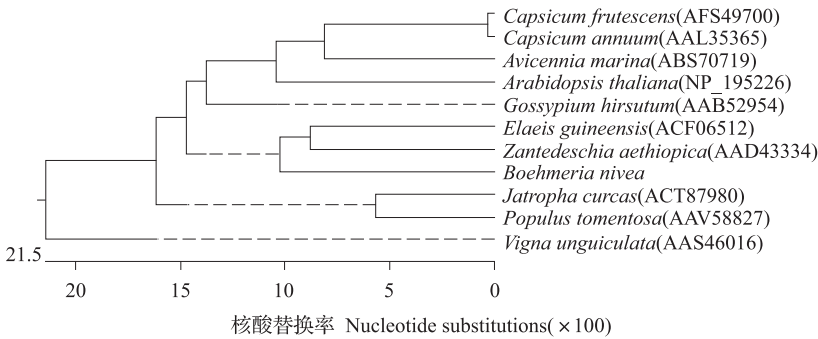 Capsicum frutescens(AFS49700)
Capsicum annuum(AAL35365)
Avicennia marina(ABS70719)
Arabidopsis thaliana(NP_195226)
Gossypium hirsutum(AAB52954)
Elaeis guineensis(ACF06512)
Zantedeschia aethiopica(AAD43334)
Boehmeria nivea
Jatropha curcas(ACT87980)
Populus tomentosa(AAV58827)
Vigna unguiculata(AAS46016)
21.5
20 15 10 5 0
核酸替换率 Nucleotide substitutions(×100)